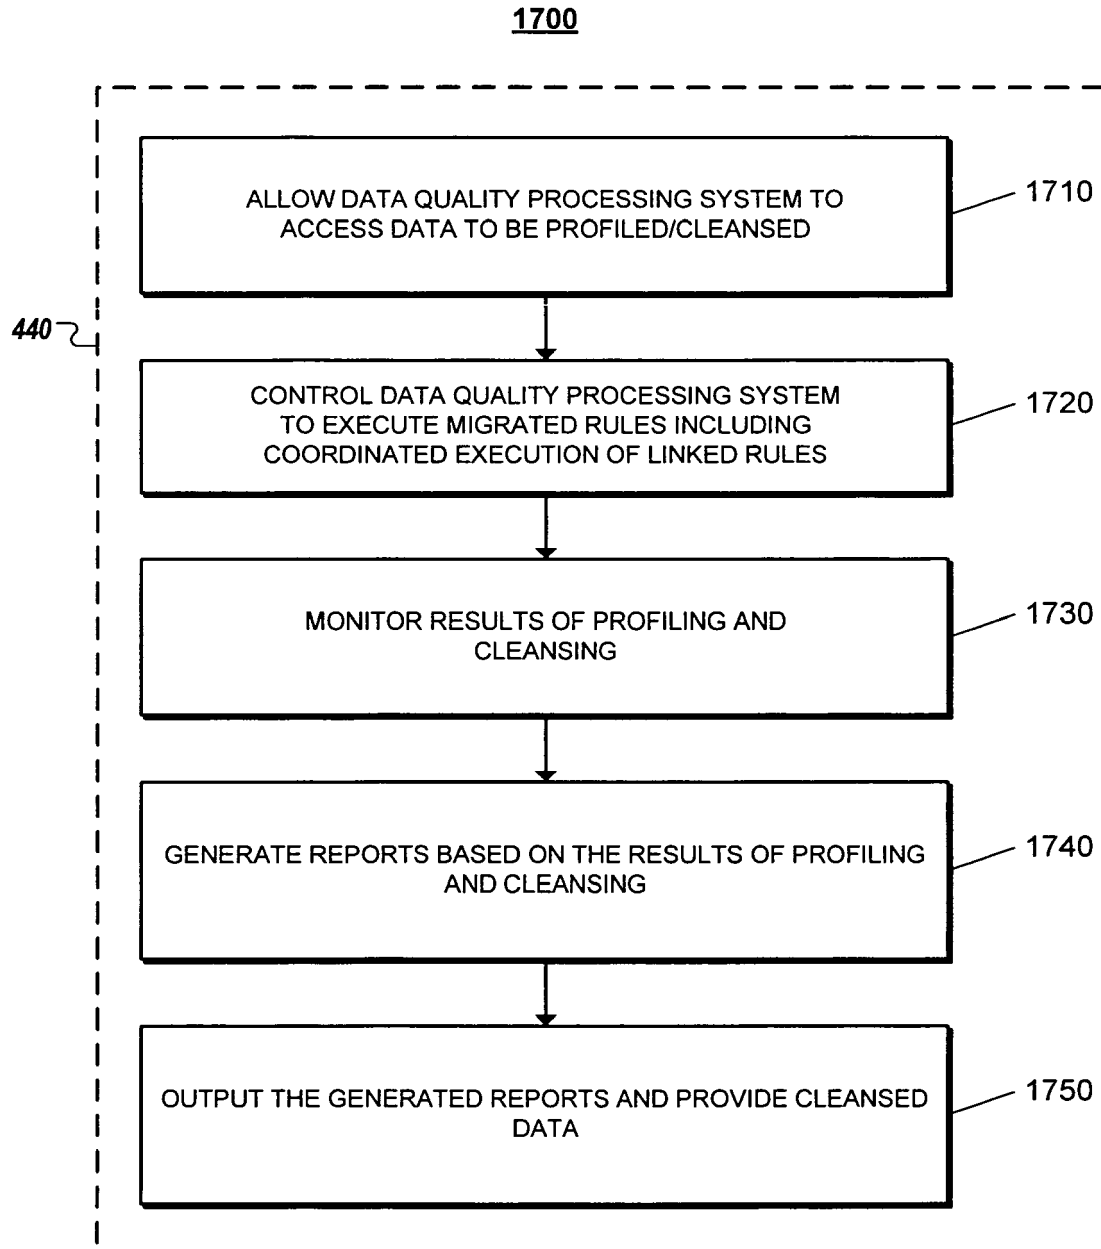 1700
ALLOW DATA QUALITY PROCESSING SYSTEM TO
ACCESS DATA TO BE PROFILED/CLEANSED
1710
440
CONTROL DATA QUALITY PROCESSING SYSTEM
TO EXECUTE MIGRATED RULES INCLUDING
COORDINATED EXECUTION OF LINKED RULES
1720
MONITOR RESULTS OF PROFILING AND
CLEANSING
1730
GENERATE REPORTS BASED ON THE RESULTS OF PROFILING
AND CLEANSING
1740
OUTPUT THE GENERATED REPORTS AND PROVIDE CLEANSED
DATA
1750